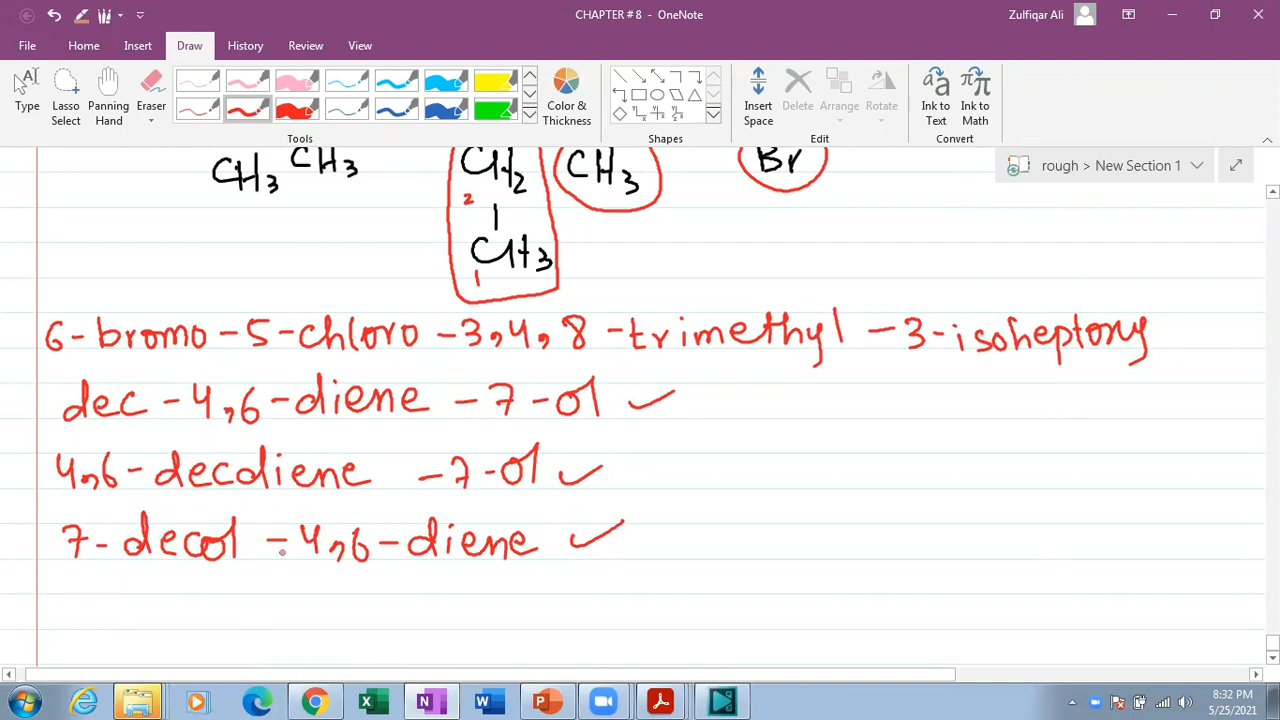 CHAPTER # 8 - OneNote
Zulfiqar Ali
File Home Insert Draw History Review View
Type Lasso Select Panning Hand Eraser
Color & Thickness
Insert Space Delete Arrange Rotate
Ink to Text Ink to Math
Tools Shapes Edit Convert
rough > New Section 1
CH3 CH3 CH2 CH3 Br
2
CH3
1
6-bromo-5-chloro-3,4,8-trimethyl-3-isoheptoxy
dec-4,6-diene-7-ol ✓
4,6-decdiene -7-ol ✓
7-decol-4,6-diene ✓
8:32 PM
5/25/2021